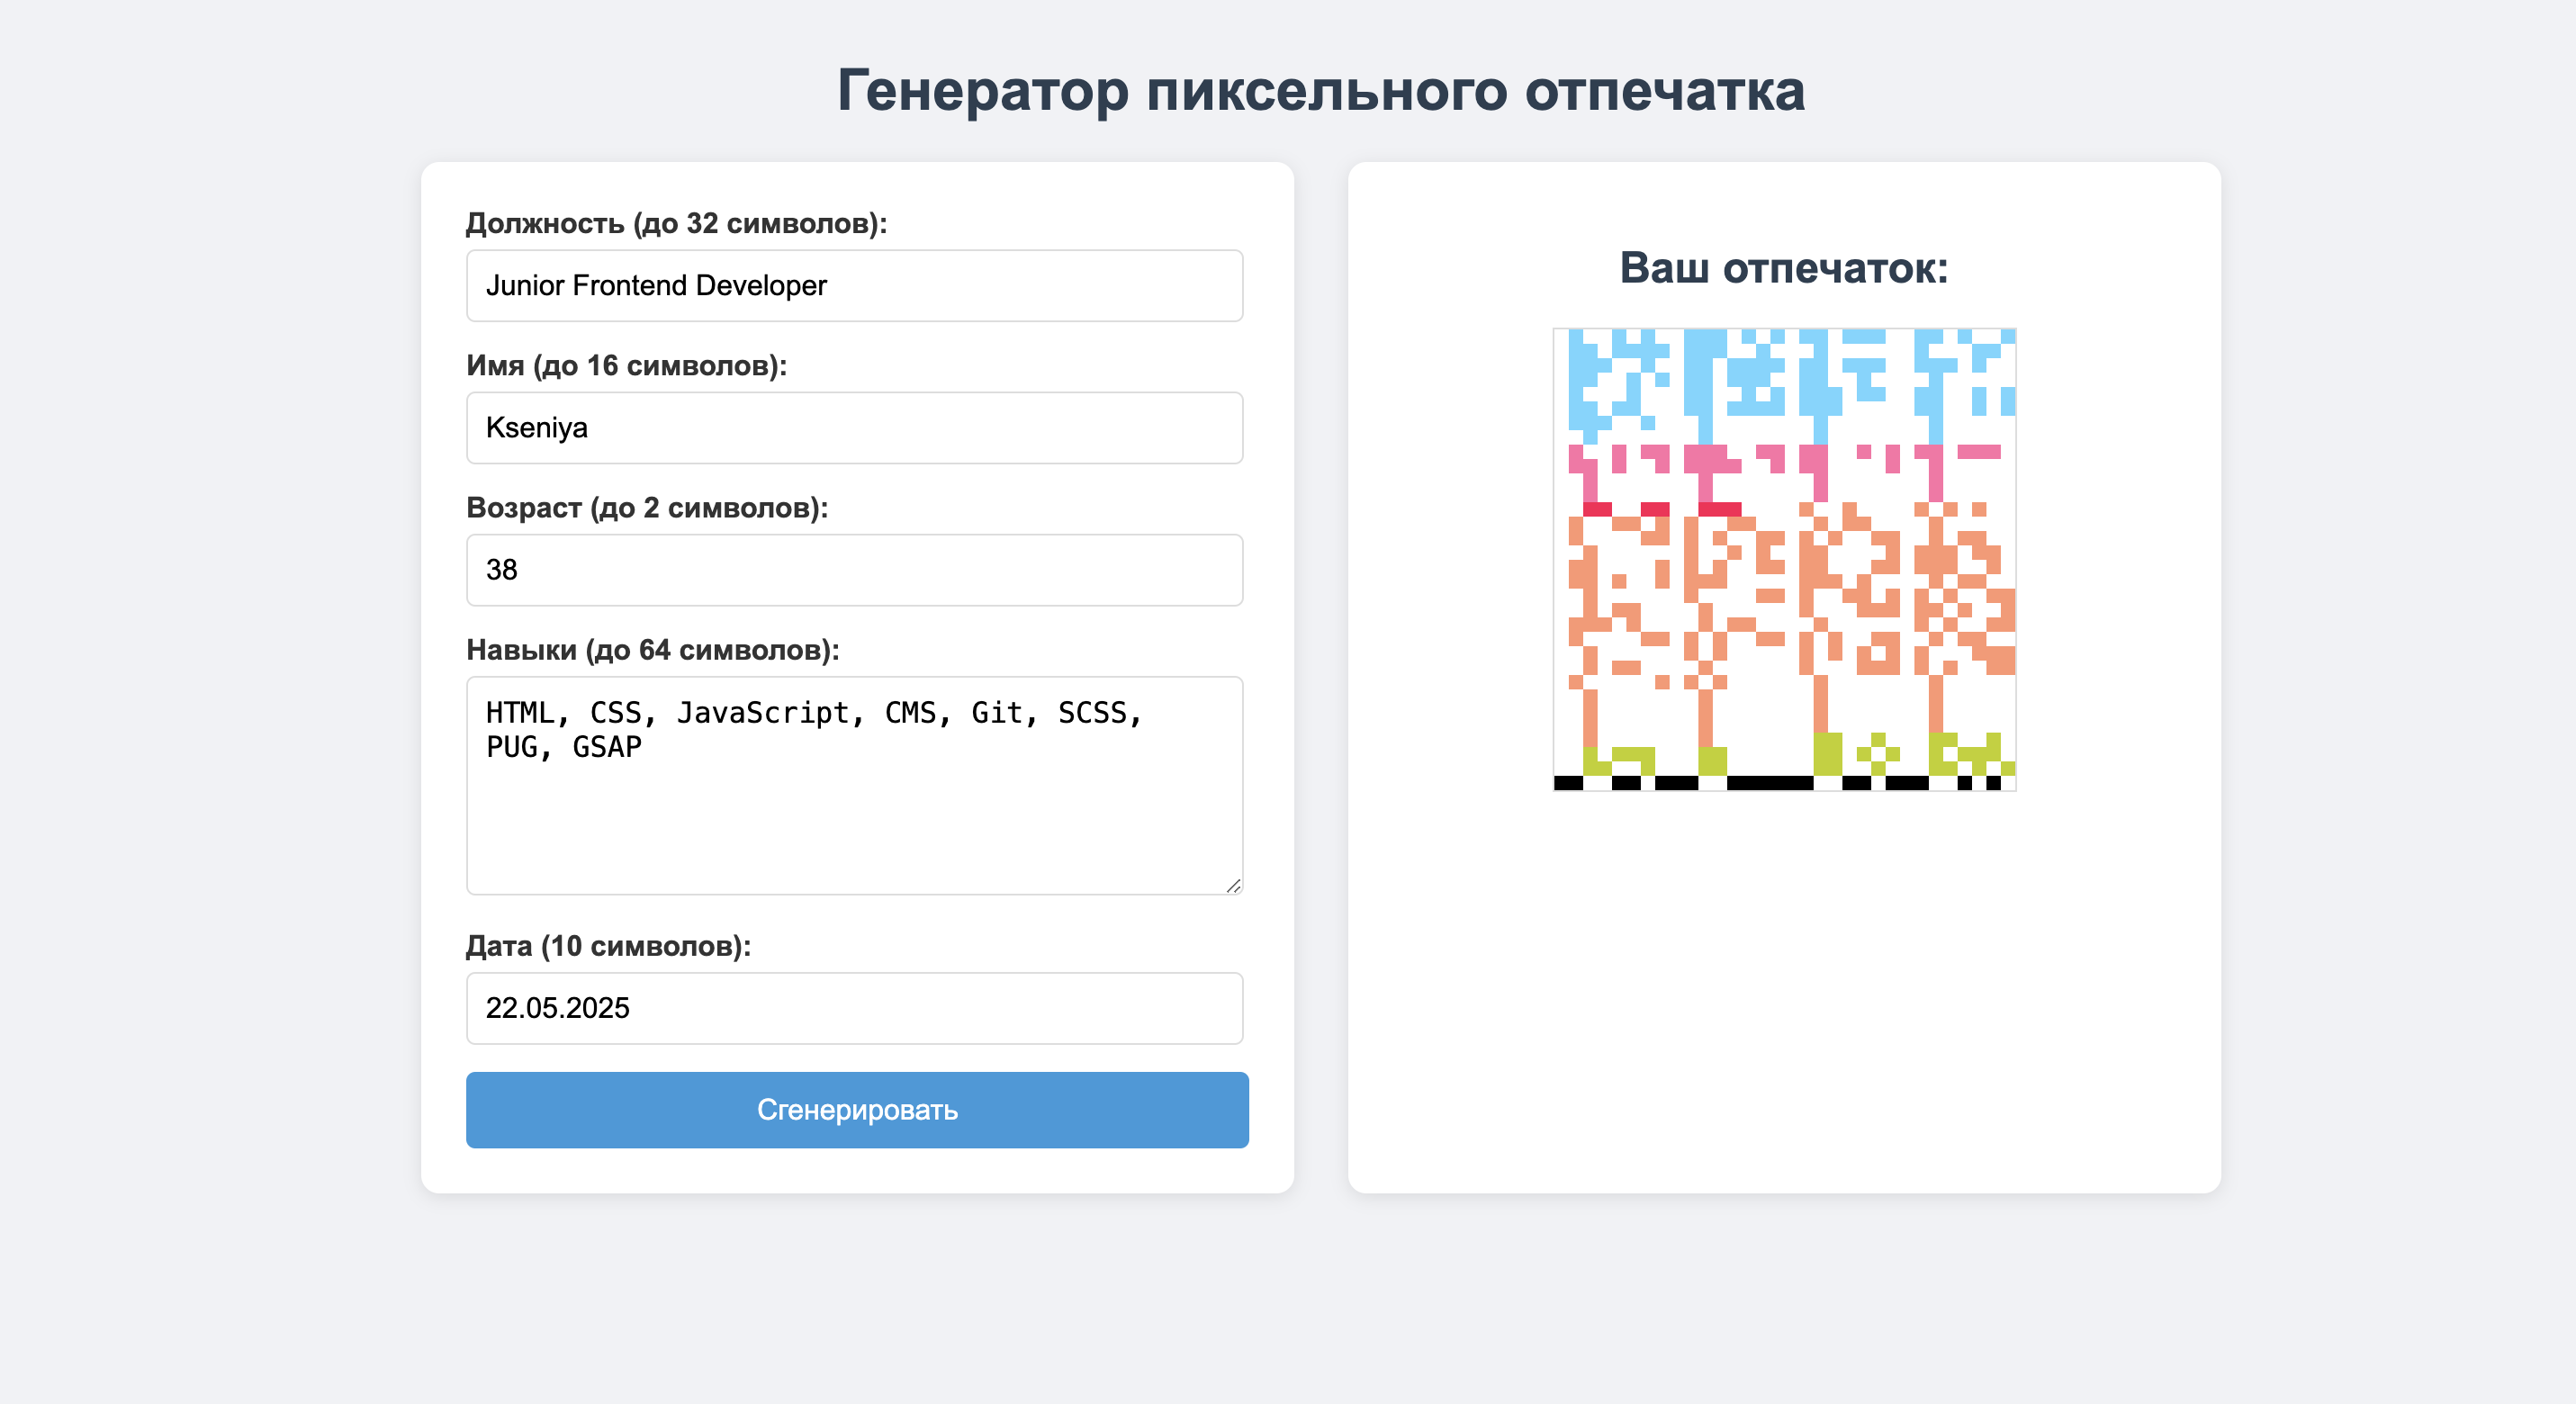 Генератор пиксельного отпечатка
Должность (до 32 символов):
Junior Frontend Developer
Имя (до 16 символов):
Kseniya
Возраст (до 2 символов):
38
Навыки (до 64 символов):
HTML, CSS, JavaScript, CMS, Git, SCSS,
PUG, GSAP
Дата (10 символов):
22.05.2025
Сгенерировать
Ваш отпечаток: